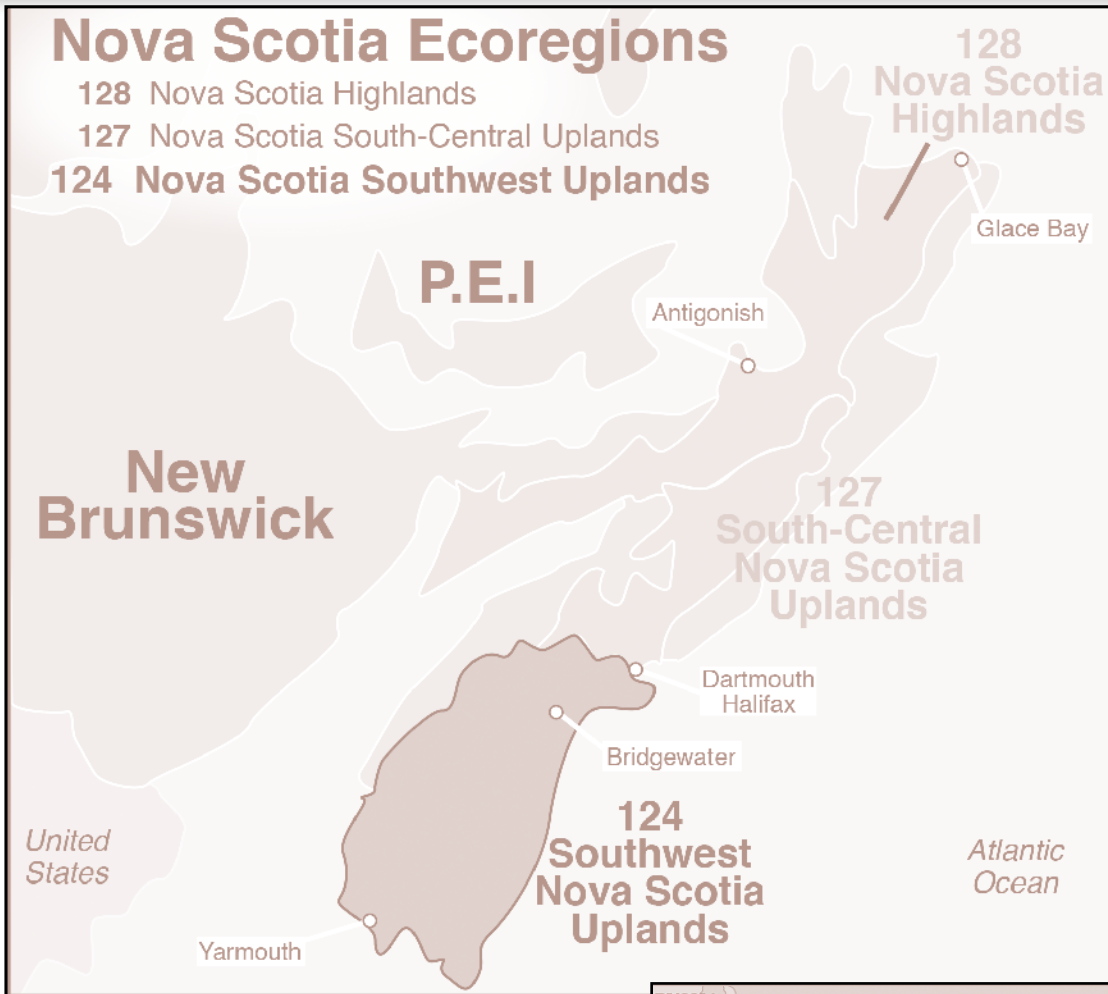 Nova Scotia Ecoregions
128 Nova Scotia Highlands
127 Nova Scotia South-Central Uplands
124 Nova Scotia Southwest Uplands
128
Nova Scotia
Highlands
Glace Bay
P.E.I
Antigonish
New
Brunswick
127
South-Central
Nova Scotia
Uplands
Dartmouth
Halifax
Bridgewater
124
Southwest
Nova Scotia
Uplands
United
States
Atlantic
Ocean
Yarmouth